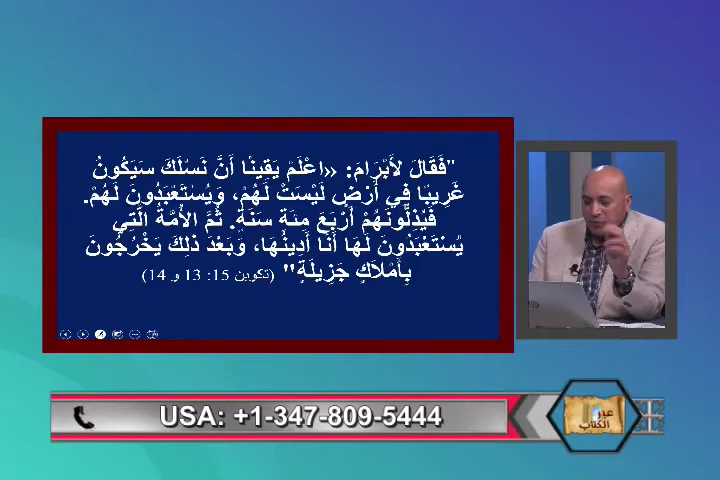 "فَقَالَ لأَبْرَامَ: «اعْلَمْ يَقِينًا أَنَّ نَسْلَكَ سَيَكُونُ
غَرِيبًا فِي أَرْضٍ لَيْسَتْ لَهُمْ، وَيُسْتَعْبَدُونَ لَهُمْ.
فَيُذِلُّونَهُمْ أَرْبَعَ مِئَةِ سَنَةٍ. ثُمَّ الأُمَّةُ الَّتِي
يُسْتَعْبَدُونَ لَهَا أَنَا أَدِينُهَا، وَبَعْدَ ذلِكَ يَخْرُجُونَ
بِأَمْلاَكٍ جَزِيلَةٍ" (تكوين 15: 13 و 14)
USA: +1-347-809-5444
الكتاب